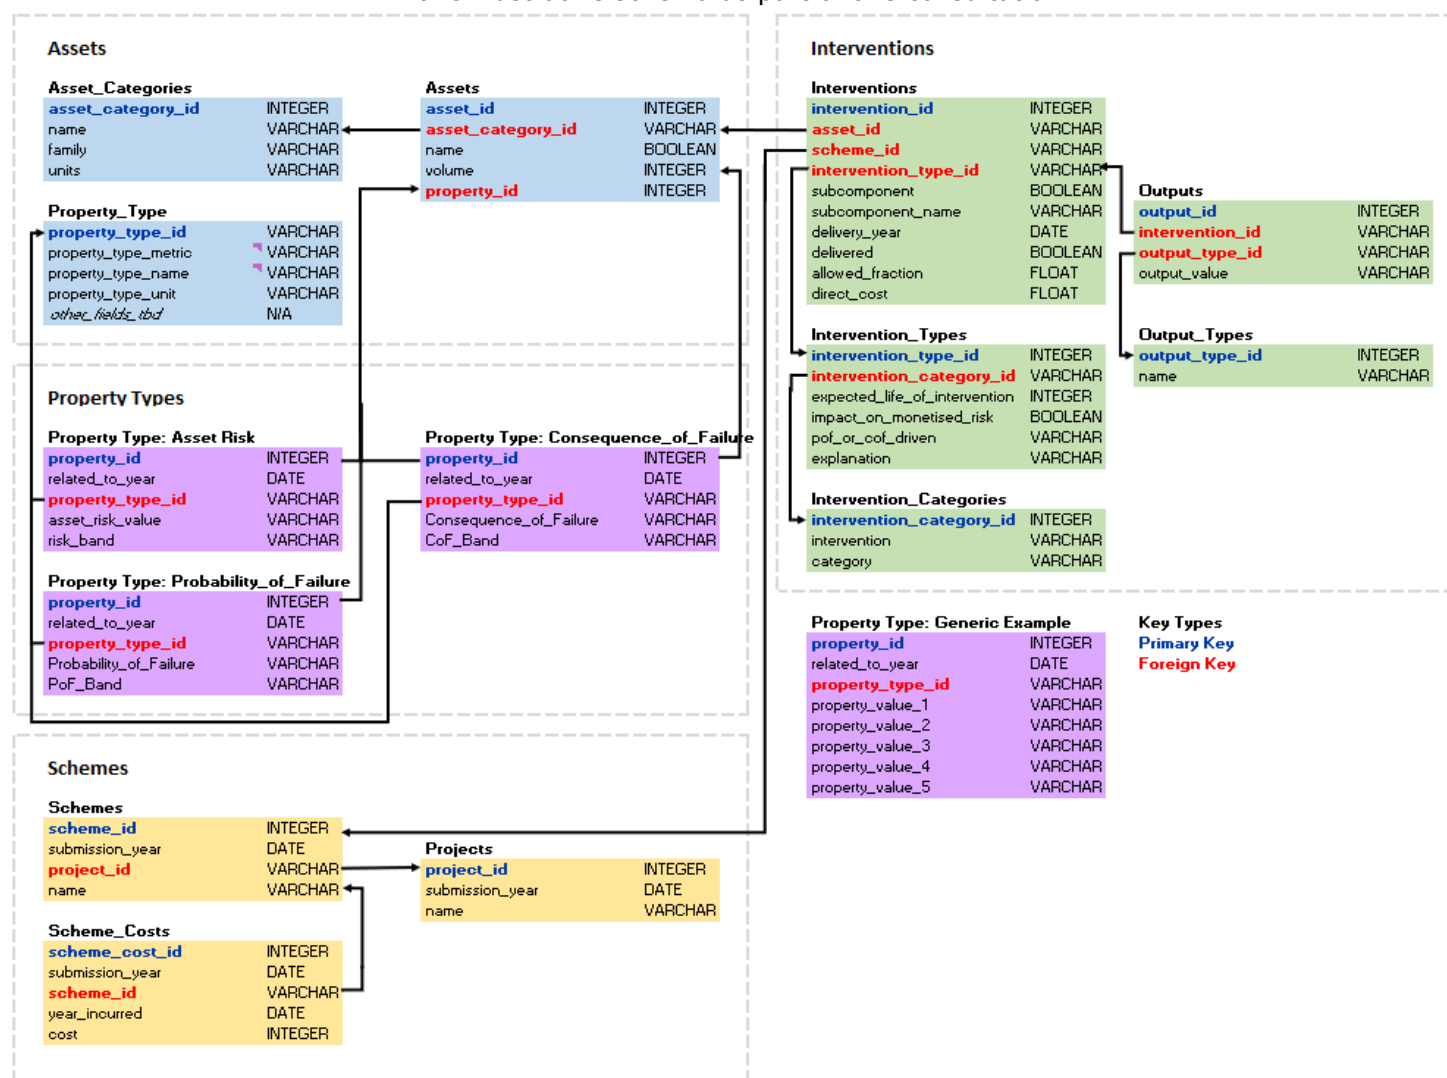 Assets
Asset_Categories
asset_category_id INTEGER
name VARCHAR
family VARCHAR
units VARCHAR
Assets
asset_id INTEGER
asset_category_id VARCHAR
name BOOLEAN
volume INTEGER
property_id INTEGER
Property_Type
property_type_id VARCHAR
property_type_metric VARCHAR
property_type_name VARCHAR
property_type_unit VARCHAR
other_fields_tbd N/A
Property Types
Property Type: Asset Risk
property_id INTEGER
related_to_year DATE
property_type_id VARCHAR
asset_risk_value VARCHAR
risk_band VARCHAR
Property Type: Consequence_of_Failure
property_id INTEGER
related_to_year DATE
property_type_id VARCHAR
Consequence_of_Failure VARCHAR
CoF_Band VARCHAR
Property Type: Probability_of_Failure
property_id INTEGER
related_to_year DATE
property_type_id VARCHAR
Probability_of_Failure VARCHAR
PoF_Band VARCHAR
Schemes
Schemes
scheme_id INTEGER
submission_year DATE
project_id VARCHAR
name VARCHAR
Projects
project_id INTEGER
submission_year DATE
name VARCHAR
Scheme_Costs
scheme_cost_id INTEGER
submission_year DATE
scheme_id VARCHAR
year_incurred DATE
cost INTEGER
Interventions
Interventions
intervention_id INTEGER
asset_id VARCHAR
scheme_id VARCHAR
intervention_type_id VARCHAR
subcomponent BOOLEAN
subcomponent_name VARCHAR
delivery_year DATE
delivered BOOLEAN
allowed_fraction FLOAT
direct_cost FLOAT
Outputs
output_id INTEGER
intervention_id VARCHAR
output_type_id VARCHAR
output_value VARCHAR
Intervention_Types
intervention_type_id INTEGER
intervention_category_id VARCHAR
expected_life_of_intervention INTEGER
impact_on_monetised_risk BOOLEAN
pof_or_cof_driven VARCHAR
explanation VARCHAR
Output_Types
output_type_id INTEGER
name VARCHAR
Intervention_Categories
intervention_category_id INTEGER
intervention VARCHAR
category VARCHAR
Property Type: Generic Example
property_id INTEGER
related_to_year DATE
property_type_id VARCHAR
property_value_1 VARCHAR
property_value_2 VARCHAR
property_value_3 VARCHAR
property_value_4 VARCHAR
property_value_5 VARCHAR
Key Types
Primary Key
Foreign Key